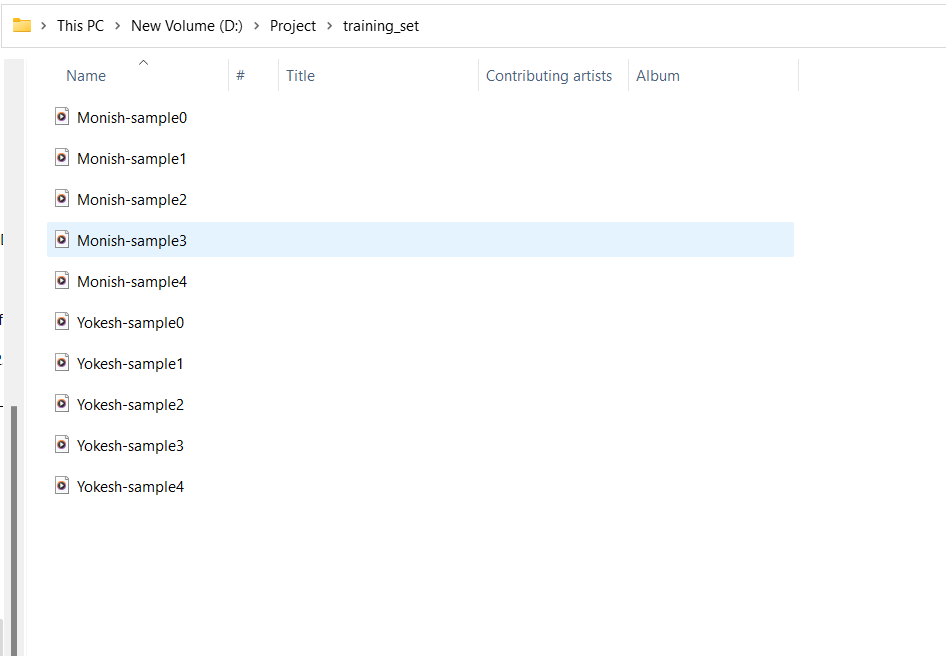 This PC > New Volume (D:) > Project > training_set
Name # Title Contributing artists Album
Monish-sample0
Monish-sample1
Monish-sample2
Monish-sample3
Monish-sample4
Yokesh-sample0
Yokesh-sample1
Yokesh-sample2
Yokesh-sample3
Yokesh-sample4